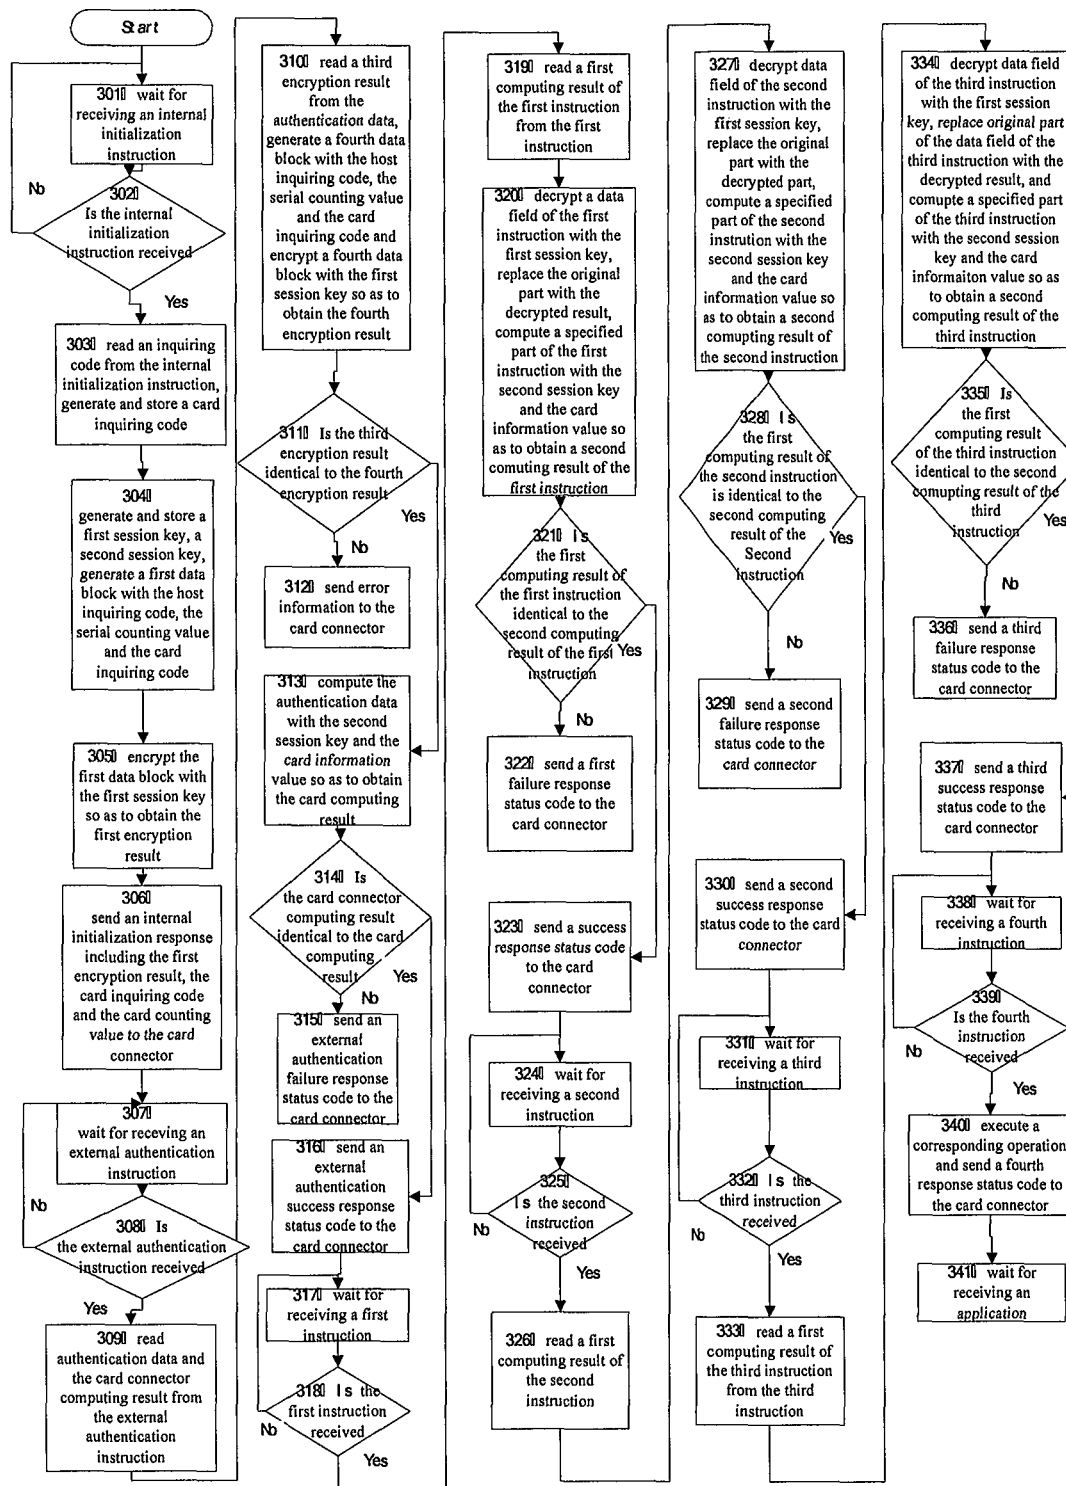 Start
301 wait for
receiving an internal
initialization
instruction
No
302
Is the internal
initialization
instruction received
Yes
303 read an inquiring
code from the internal
initialization instruction,
generate and store a card
inquiring code
304
generate and store a
first session key, a
second session key,
generate a first data
block with the host
inquiring code, the
serial counting value
and the card
inquiring code
305 encrypt the
first data block with
the first session key
so as to obtain the
first encryption
result
306
send an internal
initialization response
including the first
encryption result, the
card inquiring code
and the card counting
value to the card
connector
307
wait for receving an
external authentication
instruction
No
308 Is
the external authentication
instruction received
Yes
309 read
authentication data and
the card connector
computing result from
the external
authentication
instruction
310 read a third
encryption result
from the
authentication data,
generate a fourth data
block with the host
inquiring code, the
serial counting value
and the card
inquiring code and
encrypt a fourth data
block with the first
session key so as to
obtain the fourth
encryption result
311 Is the third
encryption result
identical to the fourth
encryption result
Yes
No
312 send error
information to the
card connector
313 compute the
authentication data
with the second
session key and the
card information
value so as to obtain
the card computing
result
314 Is
the card connector
computing result
identical to the card
computing
result
Yes
No
315 send an
external
authentication
failure response
status code to the
card connector
316 send an
external
authentication
success response
status code to the
card connector
317 wait for
receiving a first
instruction
318 Is the
first instruction
received
No
Yes
319 read a first
computing result
of the first instruction
from the first
320 decrypt a data
field of the first
instruction with the
first session key,
replace the original
part with the
decrypted result,
compute a specified
part of the first
instruction with the
second session key
and the card
information value so
as to obtain a second
comuting result of the
first instruction
321 Is
the first
computing result of
the first instruction
identical to the
second computing
result of the first
instruction
Yes
No
322 send a first
failure response
status code to the
card connector
323 send a success
response status code
to the card
connector
324 wait for
receiving a second
instruction
325
Is the second
instruction
received
No
Yes
326 read a first
computing result of
the second
instruction
327 decrypt data
field of the second
instruction with the
first session key,
replace the original
part with the
decrypted part,
compute a specified
part of the second
instrution with the
second session key
and the card
information value so
as to obtain a second
comupting result of
the second instruction
328 Is
the first
computing result of
the second instruction
is identical to the
second computing
result of the
Second
instruction
Yes
No
329 send a second
failure response
status code to the
card connector
330 send a second
success response
status code to the card
connector
331 wait for
receiving a third
instruction
332 Is the
third instruction
received
No
Yes
333 read a first
computing result of
the third instruction
from the third
instruction
334 decrypt data field
of the third instruction
with the first session
key, replace original part
of the data field of the
third instruction with the
decrypted result, and
comupte a specified part
of the third instruction
with the second session
key and the card
informaiton value so as
to obtain a second
computing result of the
third instruction
335 Is
the first
computing result
of the third instruction
identical to the second
comupting result of the
third
instruction
Yes
No
336 send a third
failure response
status code to the
card connector
337 send a third
success response
status code to the
card connector
338 wait for
receiving a fourth
instruction
339
Is the fourth
instruction
received
No
Yes
340 execute a
corresponding operation
and send a fourth
response status code to
the card connector
341 wait for
receiving an
application